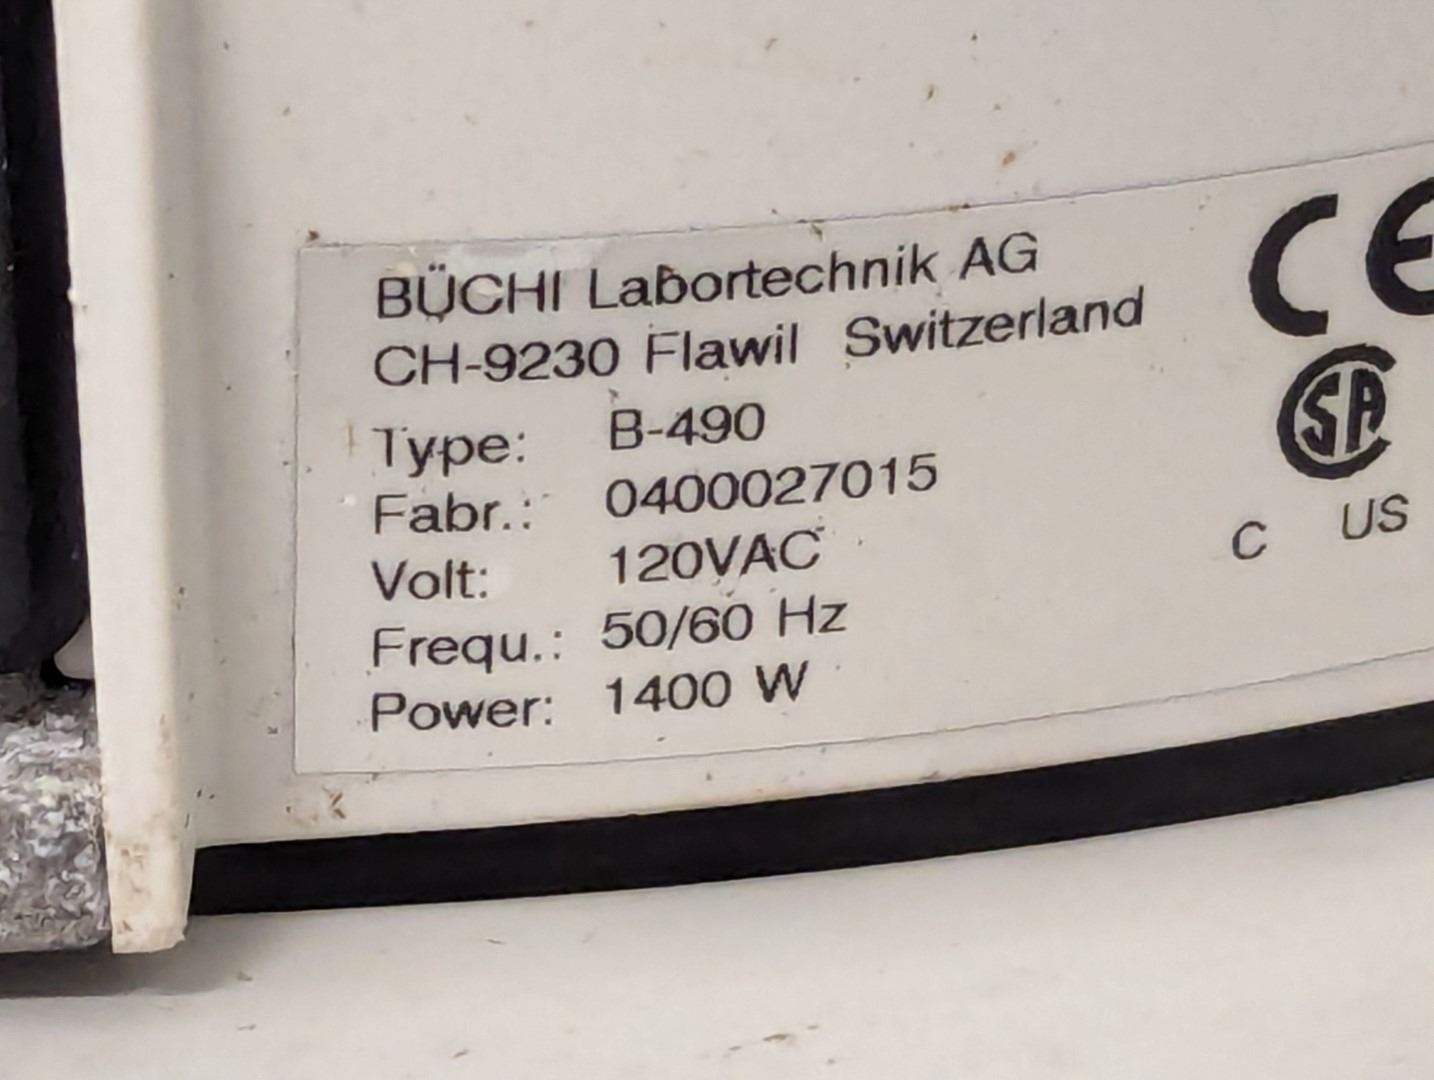 BÜCHI Labortechnik AG
CH-9230 Flawil Switzerland
Type: B-490
Fabr.: 0400027015
Volt: 120VAC
Frequ.: 50/60 Hz
Power: 1400 W
CE
SA
C US